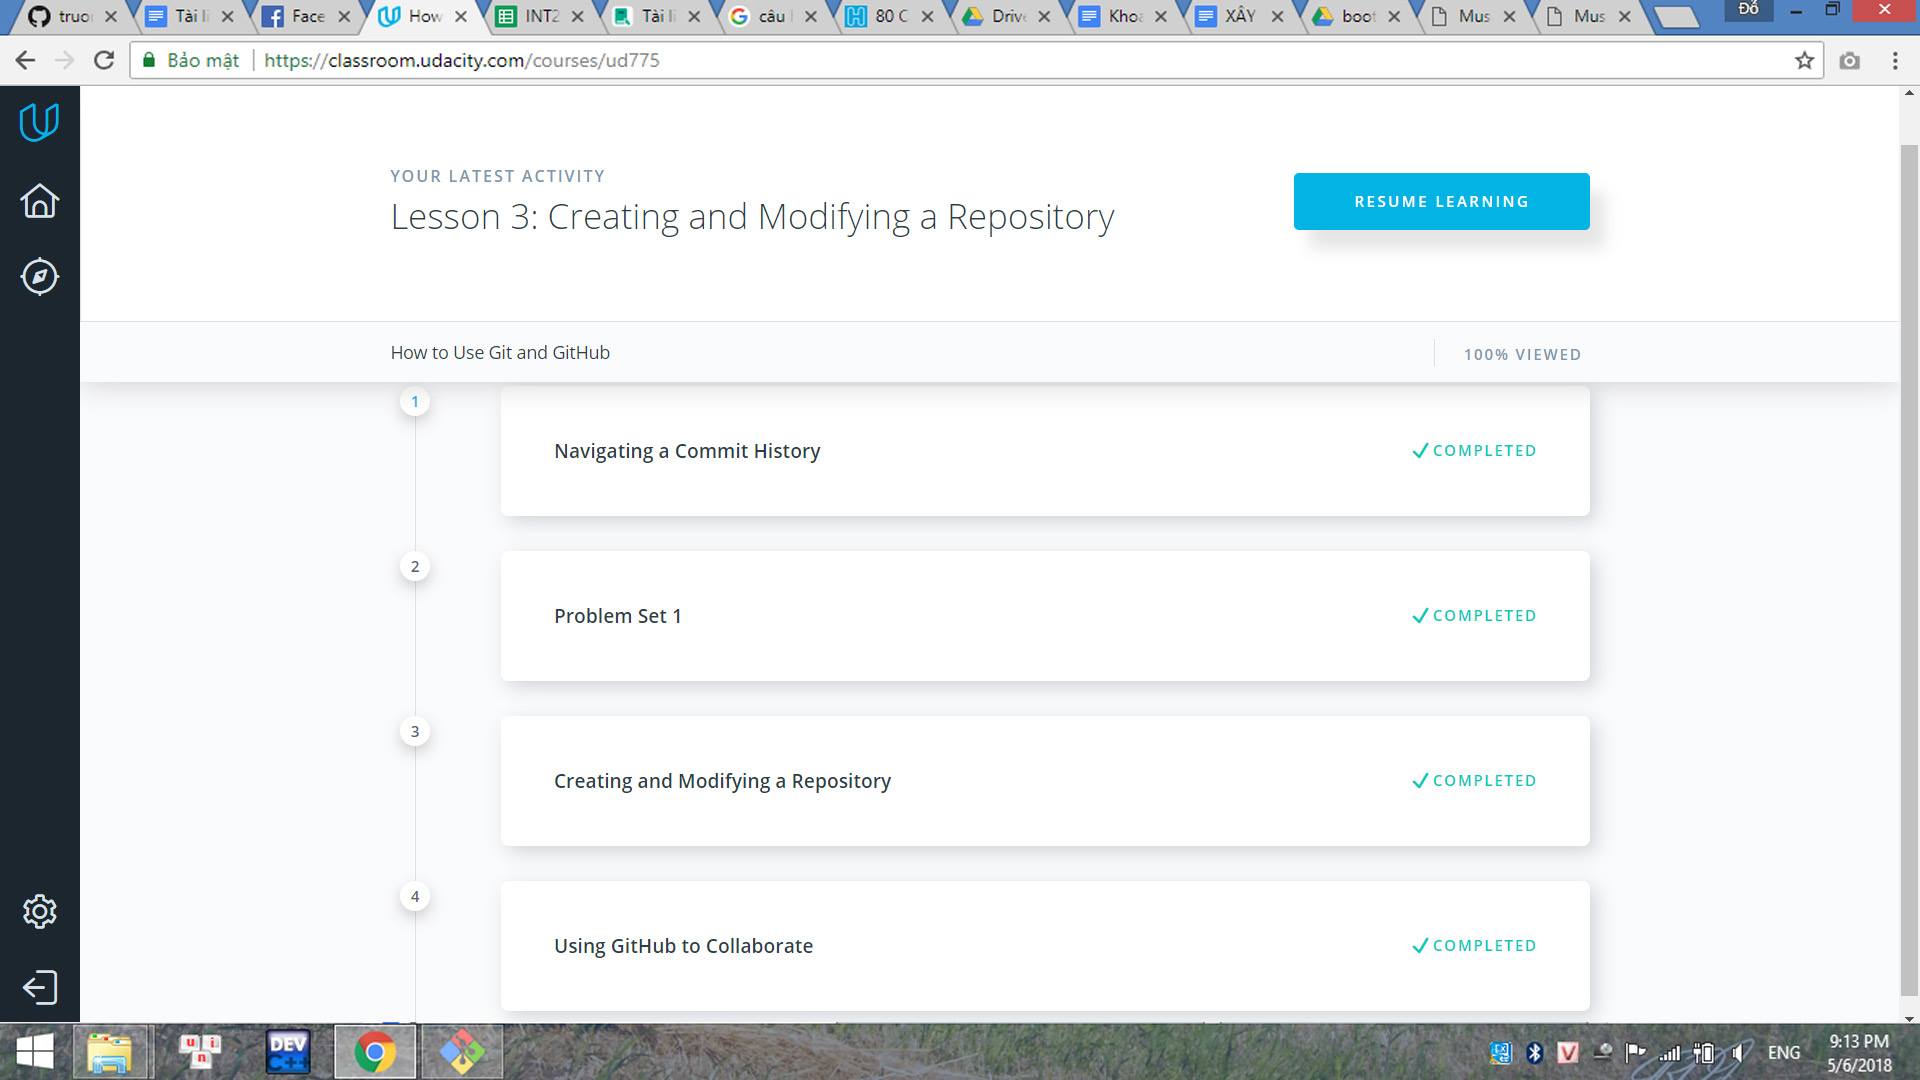 truo
Tài li
Face
How
INT2
Tài li
câu
80 C
Drive
Kho
XÂY
boot
Mus
Mus
Đỗ
Bảo mật
https://classroom.udacity.com/courses/ud775
YOUR LATEST ACTIVITY
Lesson 3: Creating and Modifying a Repository
RESUME LEARNING
How to Use Git and GitHub
100% VIEWED
1
Navigating a Commit History
COMPLETED
2
Problem Set 1
COMPLETED
3
Creating and Modifying a Repository
COMPLETED
4
Using GitHub to Collaborate
COMPLETED
u n i
DEV
C++
V
ENG
9:13 PM
5/6/2018